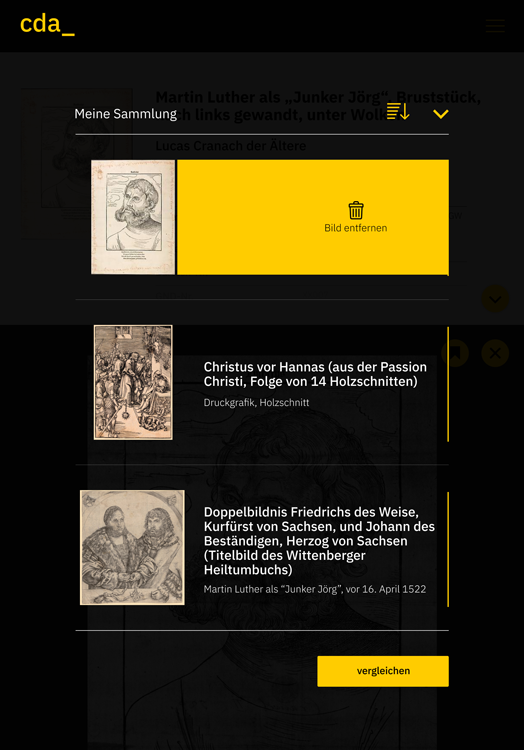 cda_
Martin Luther als „Junker Jörg“, Bruststück,
h links gewandt, unter Wol
Lucas Cranach der Ältere
Meine Sammlung
Bild entfernen
Christus vor Hannas (aus der Passion
Christi, Folge von 14 Holzschnitten)
Druckgrafik, Holzschnitt
Doppelbildnis Friedrichs des Weise,
Kurfürst von Sachsen, und Johann des
Beständigen, Herzog von Sachsen
(Titelbild des Wittenberger
Heiltumbuchs)
Martin Luther als “Junker Jörg”, vor 16. April 1522
vergleichen